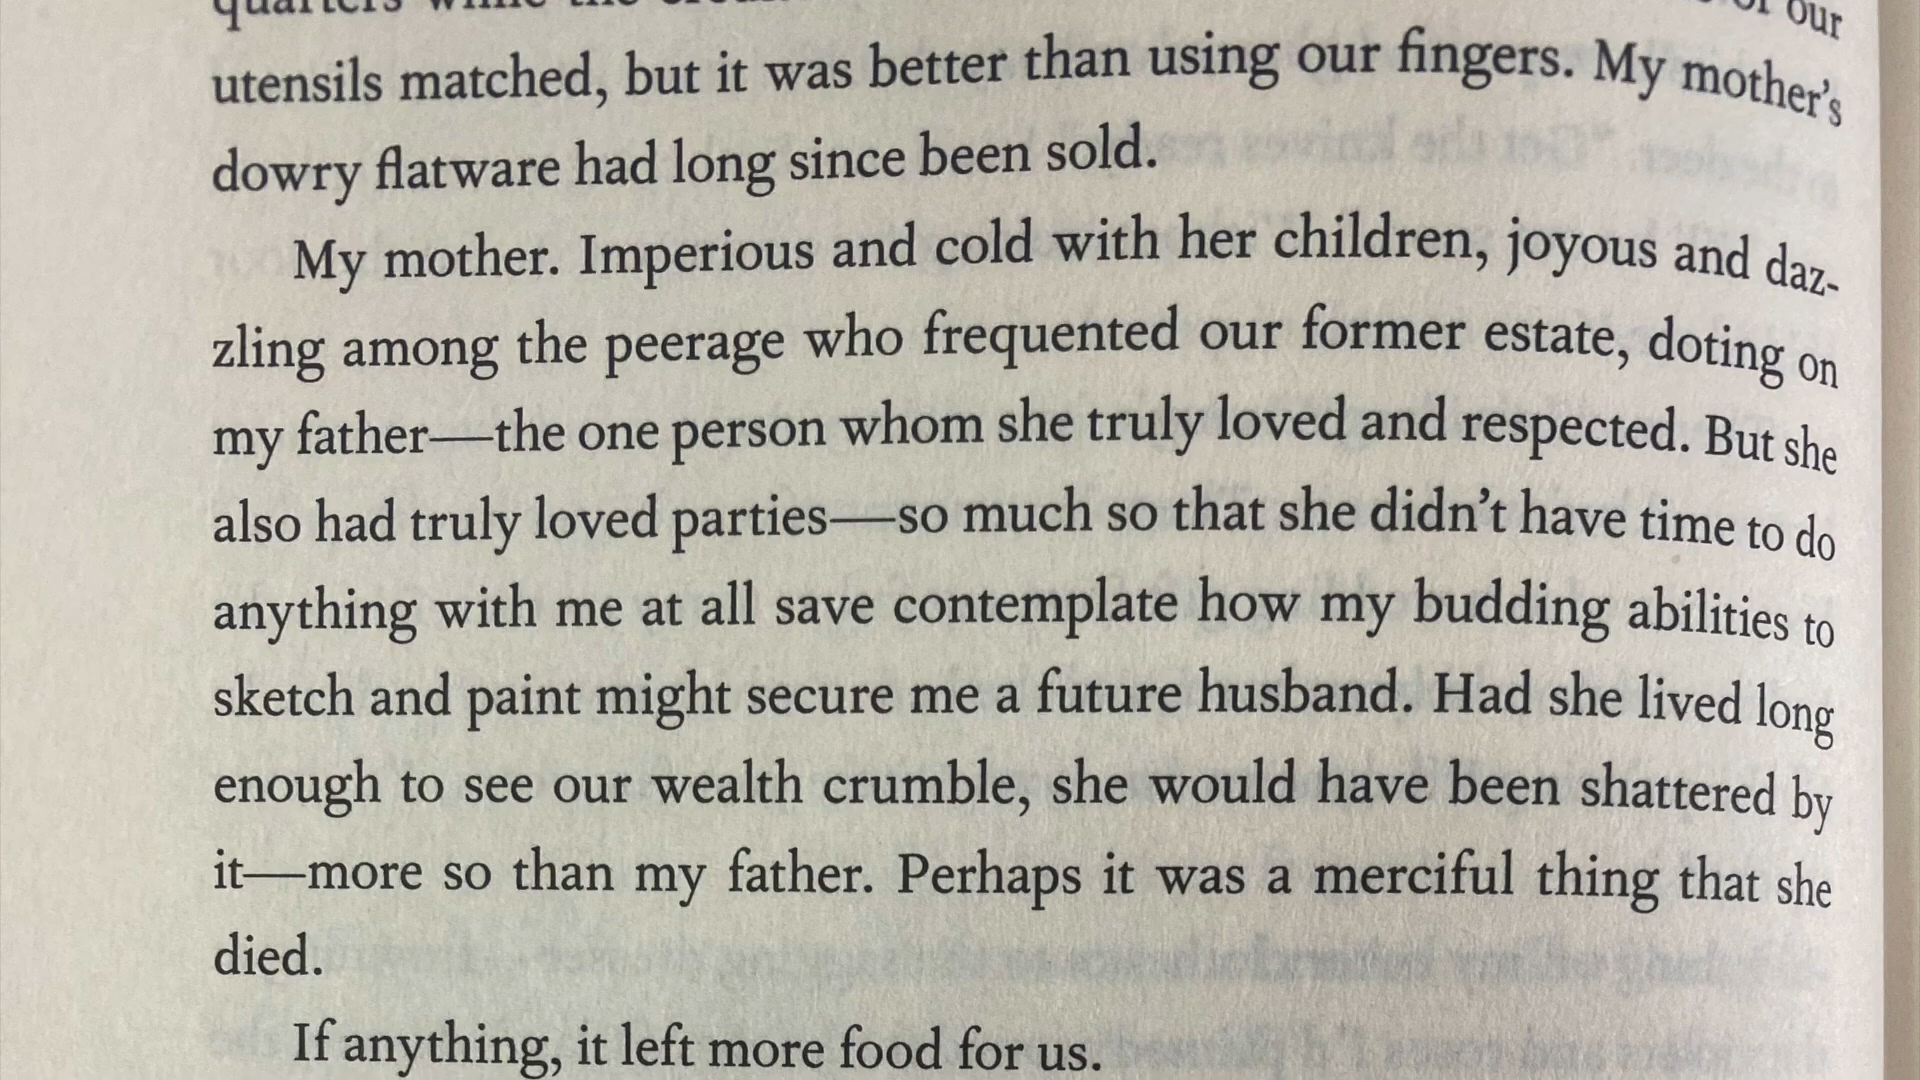 our
utensils matched, but it was better than using our fingers. My mother’s
dowry flatware had long since been sold.
My mother. Imperious and cold with her children, joyous and daz-
zling among the peerage who frequented our former estate, doting on
my father—the one person whom she truly loved and respected. But she
also had truly loved parties—so much so that she didn’t have time to do
anything with me at all save contemplate how my budding abilities to
sketch and paint might secure me a future husband. Had she lived long
enough to see our wealth crumble, she would have been shattered by
it—more so than my father. Perhaps it was a merciful thing that she
died.
If anything, it left more food for us.